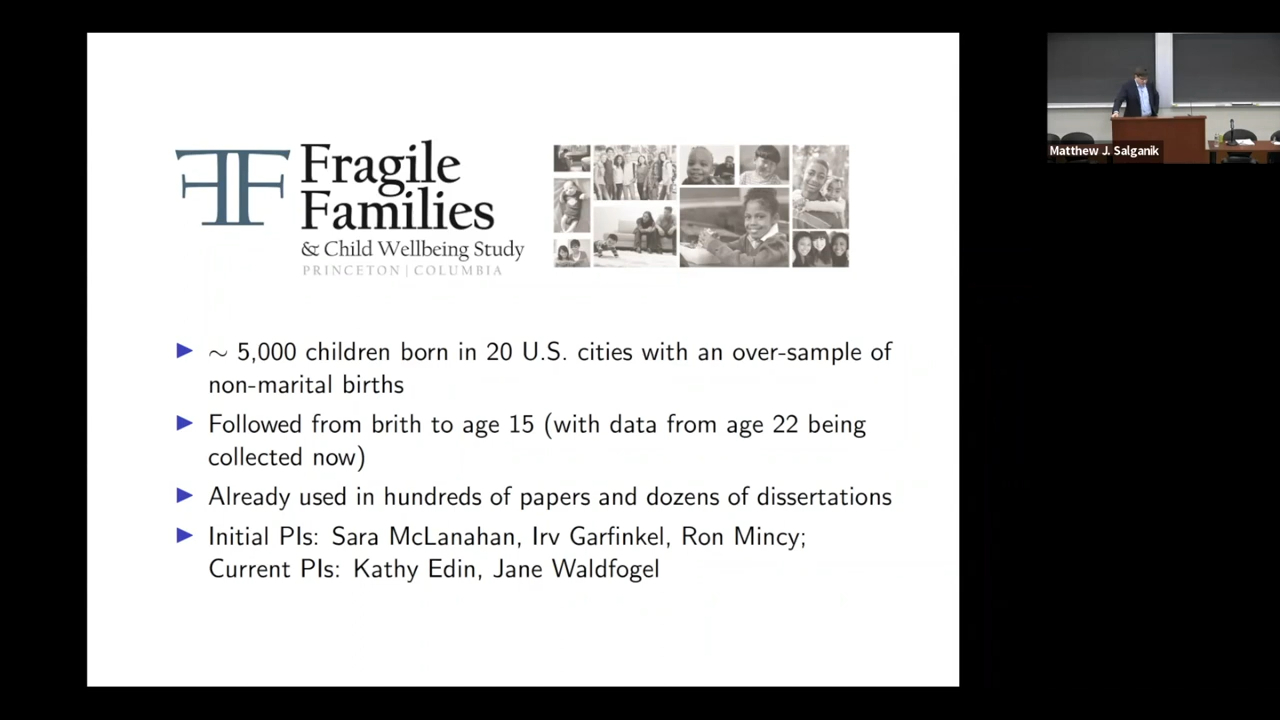 Fragile
Families
& Child Wellbeing Study
PRINCETON | COLUMBIA
▶ ~ 5,000 children born in 20 U.S. cities with an over-sample of
non-marital births
▶ Followed from brith to age 15 (with data from age 22 being
collected now)
▶ Already used in hundreds of papers and dozens of dissertations
▶ Initial PIs: Sara McLanahan, Irv Garfinkel, Ron Mincy;
Current PIs: Kathy Edin, Jane Waldfogel
Matthew J. Salganik